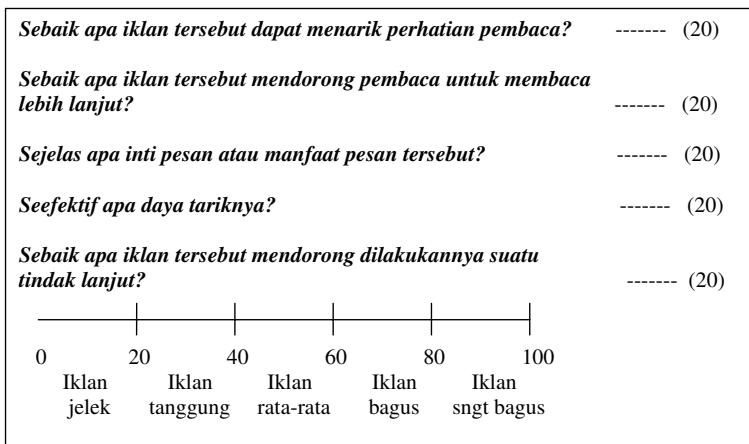 Sebaik apa iklan tersebut dapat menarik perhatian pembaca? ------- (20)
Sebaik apa iklan tersebut mendorong pembaca untuk membaca
lebih lanjut? ------- (20)
Sejelas apa inti pesan atau manfaat pesan tersebut? ------- (20)
Seefektif apa daya tariknya? ------- (20)
Sebaik apa iklan tersebut mendorong dilakukannya suatu
tindak lanjut? ------- (20)
0 20 40 60 80 100
Iklan Iklan Iklan Iklan Iklan
jelek tanggung rata-rata bagus sngt bagus